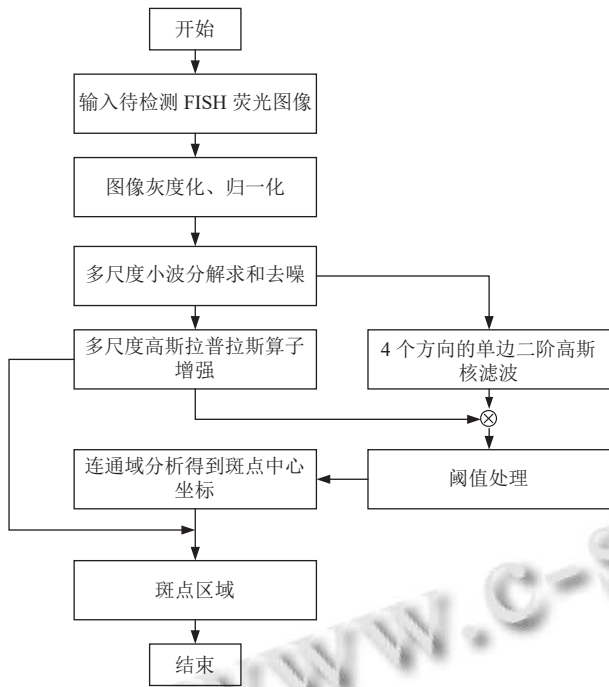 开始
输入待检测 FISH 荧光图像
图像灰度化、归一化
多尺度小波分解求和去噪
多尺度高斯拉普拉斯算子
增强
4 个方向的单边二阶高斯
核滤波
连通域分析得到斑点中心
坐标
阈值处理
斑点区域
结束
www.c-s